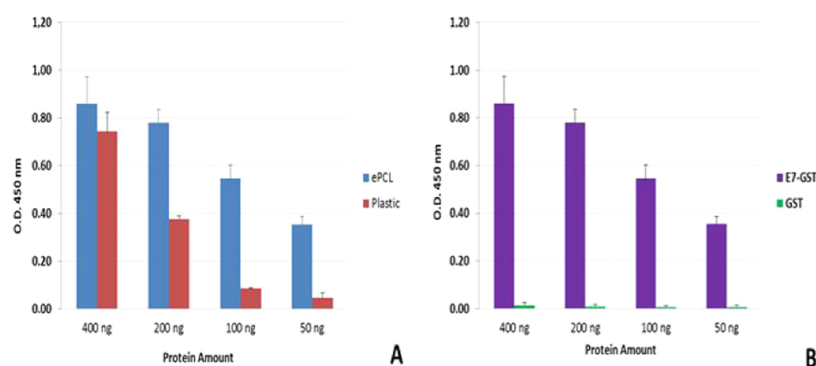 1,20
1.00
0.80
0.60
0.40
0.20
0.00
O.D. 450 nm
400 ng 200 ng 100 ng 50 ng
Protein Amount
ePCL
Plastic
A
1.20
1.00
0.80
0.60
0.40
0.20
0.00
O.D. 450 nm
400 ng 200 ng 100 ng 50 ng
Protein Amount
E7-GST
GST
B